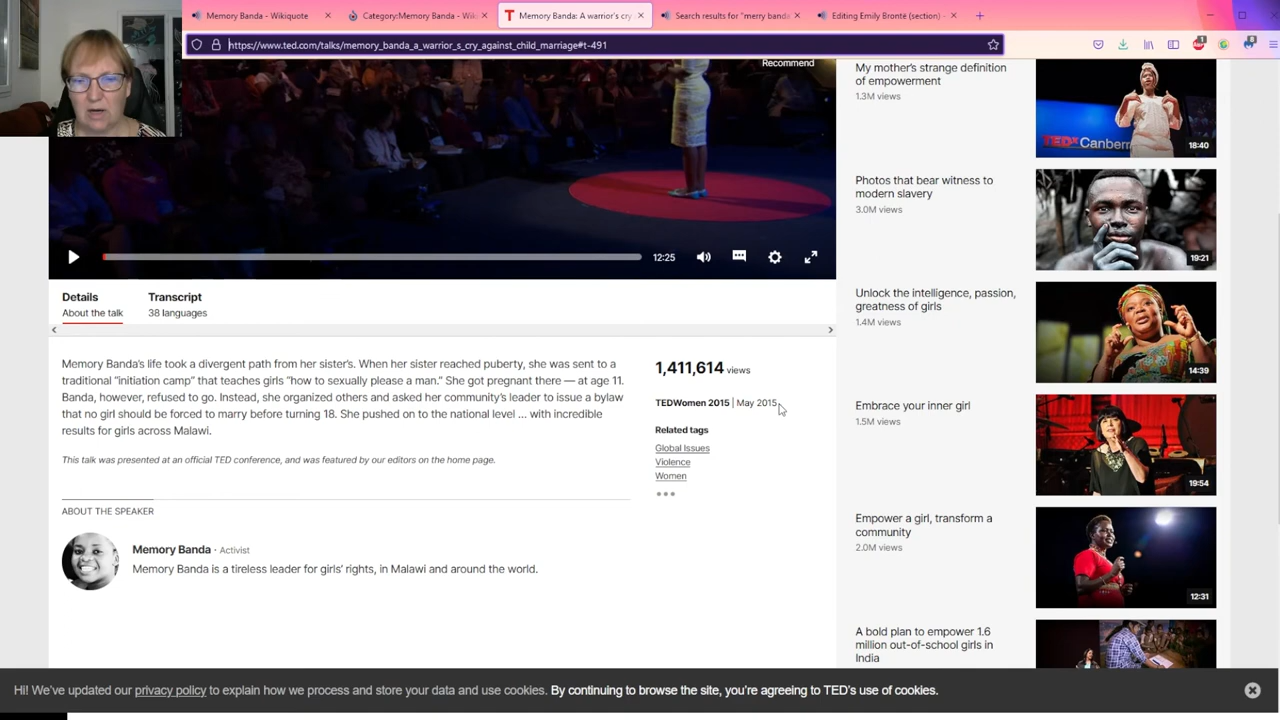 Memory Banda - Wikiquote
Category:Memory Banda - Wiki
Memory Banda: A warrior's cry
Search results for "merry banda
Editing Emily Brontë (section) -
https://www.ted.com/talks/memory_banda_a_warrior_s_cry_against_child_marriage#t-491
Recommend
12:25
Details
About the talk
Transcript
38 languages
Memory Banda's life took a divergent path from her sister's. When her sister reached puberty, she was sent to a
traditional "initiation camp" that teaches girls "how to sexually please a man." She got pregnant there — at age 11.
Banda, however, refused to go. Instead, she organized others and asked her community's leader to issue a bylaw
that no girl should be forced to marry before turning 18. She pushed on to the national level ... with incredible
results for girls across Malawi.
This talk was presented at an official TED conference, and was featured by our editors on the home page.
1,411,614 views
TEDWomen 2015 | May 2015
Related tags
Global Issues
Violence
Women
ABOUT THE SPEAKER
Memory Banda · Activist
Memory Banda is a tireless leader for girls' rights, in Malawi and around the world.
My mother's strange definition
of empowerment
1.3M views
TEDx Canberr
18:40
Photos that bear witness to
modern slavery
3.0M views
19:21
Unlock the intelligence, passion,
greatness of girls
1.4M views
14:39
Embrace your inner girl
1.5M views
19:54
Empower a girl, transform a
community
2.0M views
12:31
A bold plan to empower 1.6
million out-of-school girls in
India
Hi! We've updated our privacy policy to explain how we process and store your data and use cookies. By continuing to browse the site, you're agreeing to TED's use of cookies.